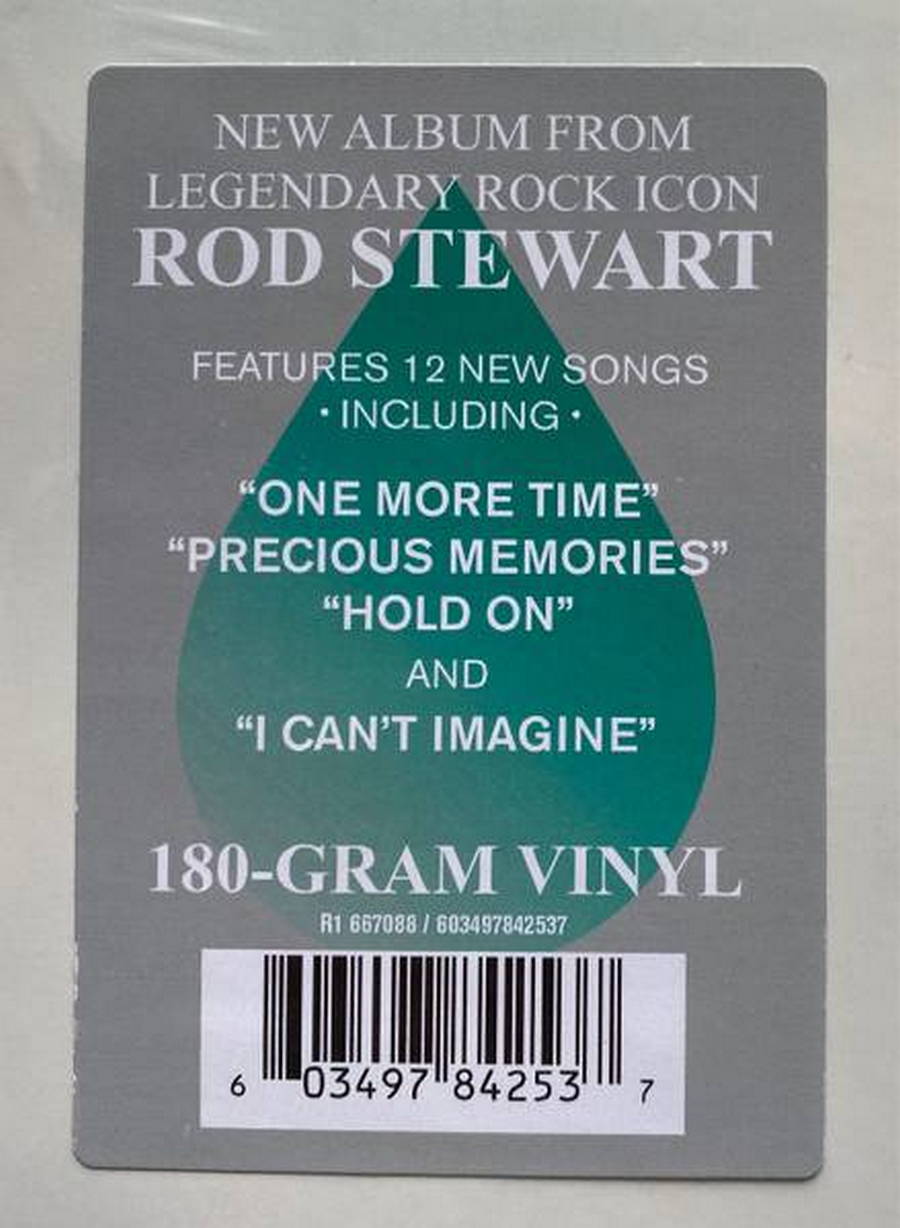 NEW ALBUM FROM
LEGENDARY ROCK ICON
ROD STEWART
FEATURES 12 NEW SONGS
• INCLUDING •
“ONE MORE TIME”
“PRECIOUS MEMORIES”
“HOLD ON”
AND
“I CAN’T IMAGINE”
180-GRAM VINYL
R1 667088 / 603497842537
6 03497 84253 7